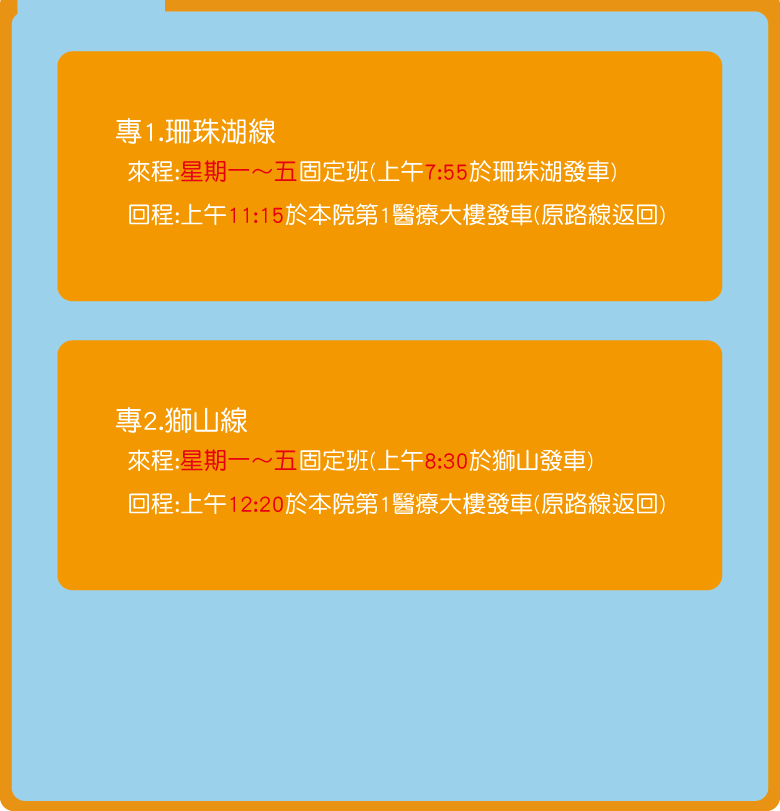 專1.珊珠湖線
來程:星期一～五固定班(上午7:55於珊珠湖發車)
回程:上午11:15於本院第1醫療大樓發車(原路線返回)
專2.獅山線
來程:星期一～五固定班(上午8:30於獅山發車)
回程:上午12:20於本院第1醫療大樓發車(原路線返回)